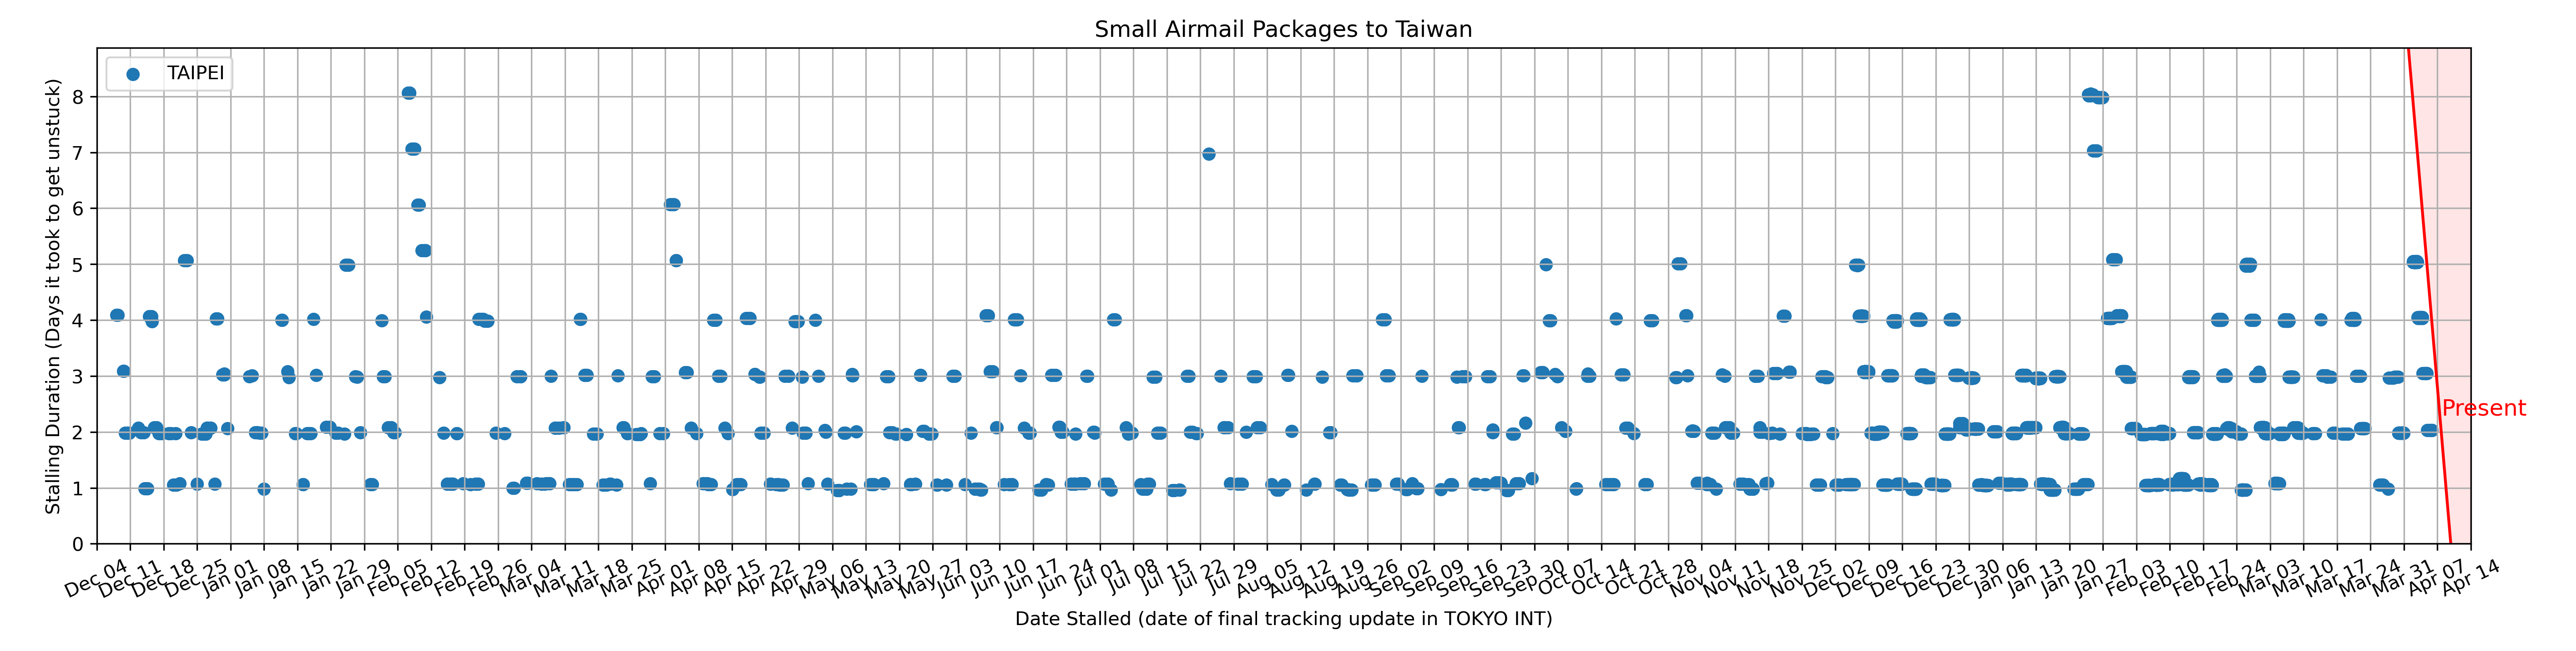 Small Airmail Packages to Taiwan
TAIPEI
Stalling Duration (Days it took to get unstuck)
8
7
6
5
4
3
2
1
0
Present
Dec 04 Dec 11 Dec 18 Dec 25 Jan 01 Jan 08 Jan 15 Jan 22 Jan 29 Feb 05 Feb 12 Feb 19 Feb 26 Mar 04 Mar 11 Mar 18 Mar 25 Apr 01 Apr 08 Apr 15 Apr 22 Apr 29 May 06 May 13 May 20 May 27 Jun 03 Jun 10 Jun 17 Jun 24 Jul 01 Jul 08 Jul 15 Jul 22 Jul 29 Aug 05 Aug 12 Aug 19 Aug 26 Sep 02 Sep 09 Sep 16 Sep 23 Sep 30 Oct 07 Oct 14 Oct 21 Oct 28 Nov 04 Nov 11 Nov 18 Nov 25 Dec 02 Dec 09 Dec 16 Dec 23 Dec 30 Jan 06 Jan 13 Jan 20 Jan 27 Feb 03 Feb 10 Feb 17 Feb 24 Mar 03 Mar 10 Mar 17 Mar 24 Mar 31 Apr 07 Apr 14
Date Stalled (date of final tracking update in TOKYO INT)